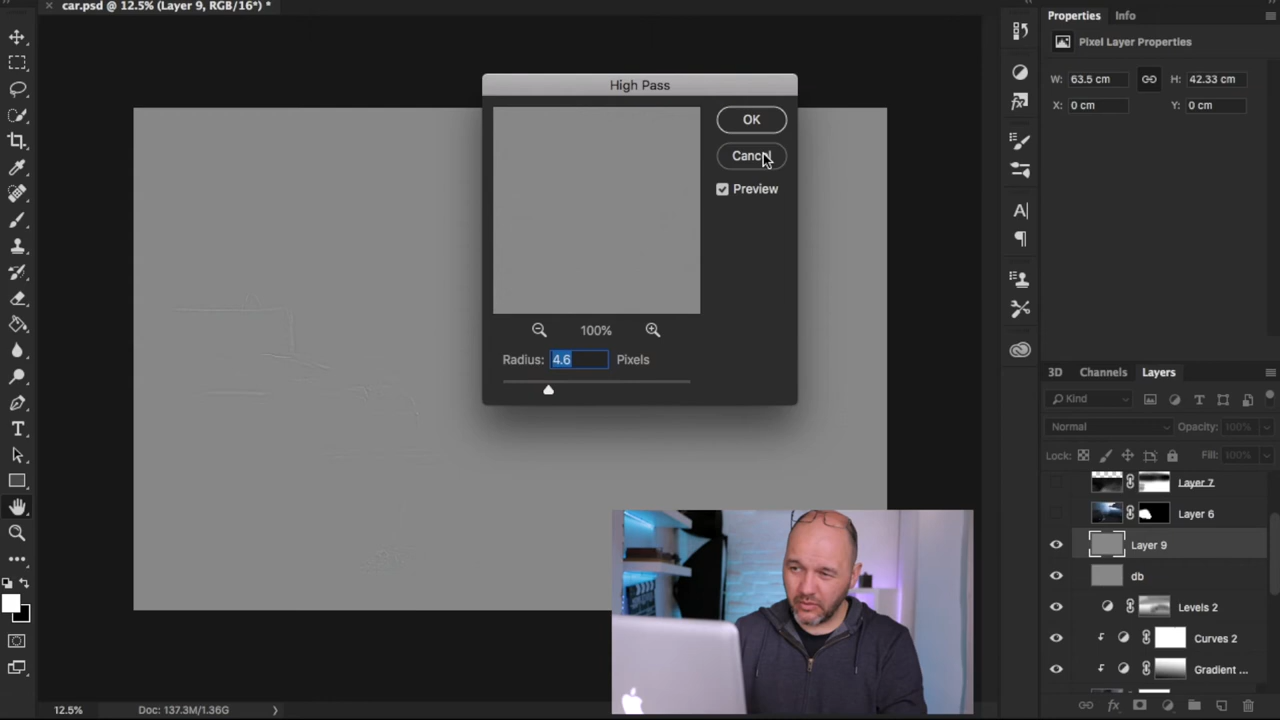 car.psd @ 12.5% (Layer 9, RGB/16*) *
Properties
Info
Pixel Layer Properties
W: 63.5 cm
H: 42.33 cm
X: 0 cm
Y: 0 cm
High Pass
OK
Cancel
Preview
100%
Radius: 4.6 Pixels
3D
Channels
Layers
Kind
Normal
Opacity: 100%
Lock:
Fill: 100%
Layer 7
Layer 6
Layer 9
db
Levels 2
Curves 2
Gradient ...
12.5%
Doc: 137.3M/1.36G